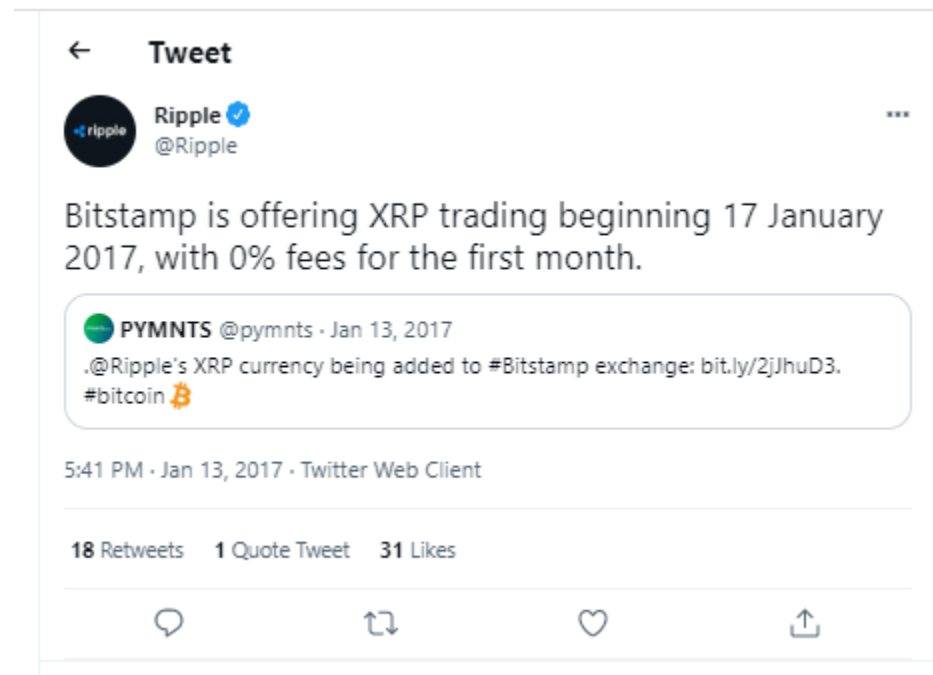 Tweet
ripple
Ripple
@Ripple
Bitstamp is offering XRP trading beginning 17 January
2017, with 0% fees for the first month.
PYMNTS @pymnts · Jan 13, 2017
.@Ripple's XRP currency being added to #Bitstamp exchange: bit.ly/2jJhuD3.
#bitcoin
5:41 PM · Jan 13, 2017 · Twitter Web Client
18 Retweets 1 Quote Tweet 31 Likes